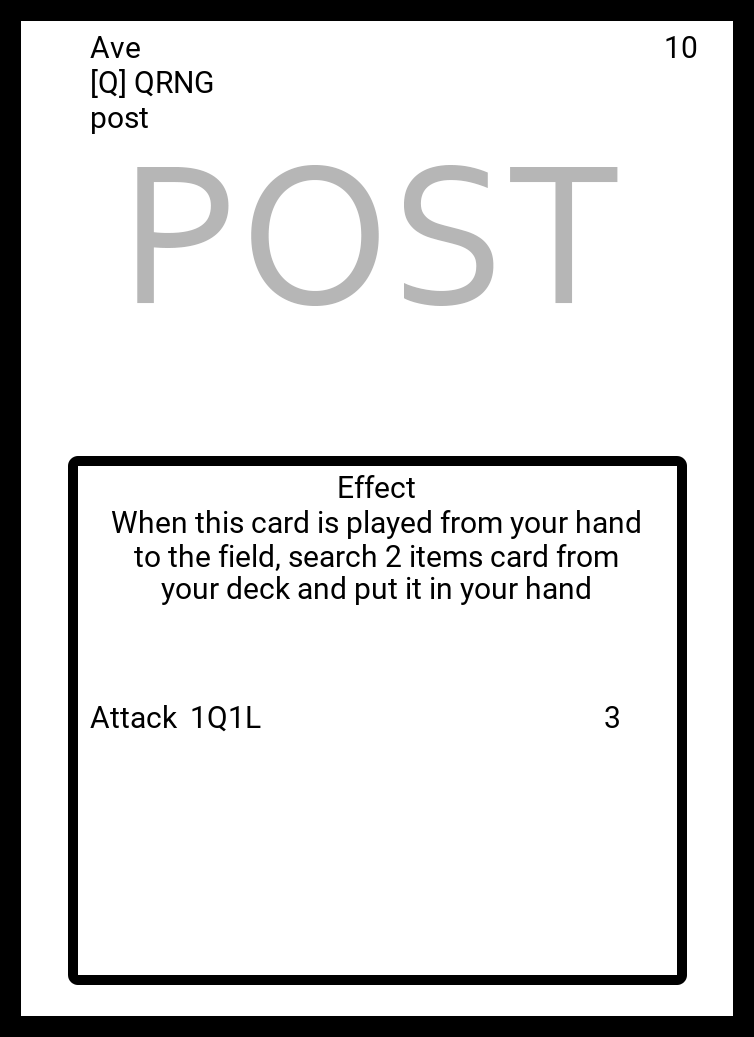 Ave 10
[Q] QRNG
post
POST
Effect
When this card is played from your hand
to the field, search 2 items card from
your deck and put it in your hand
Attack 1Q1L 3